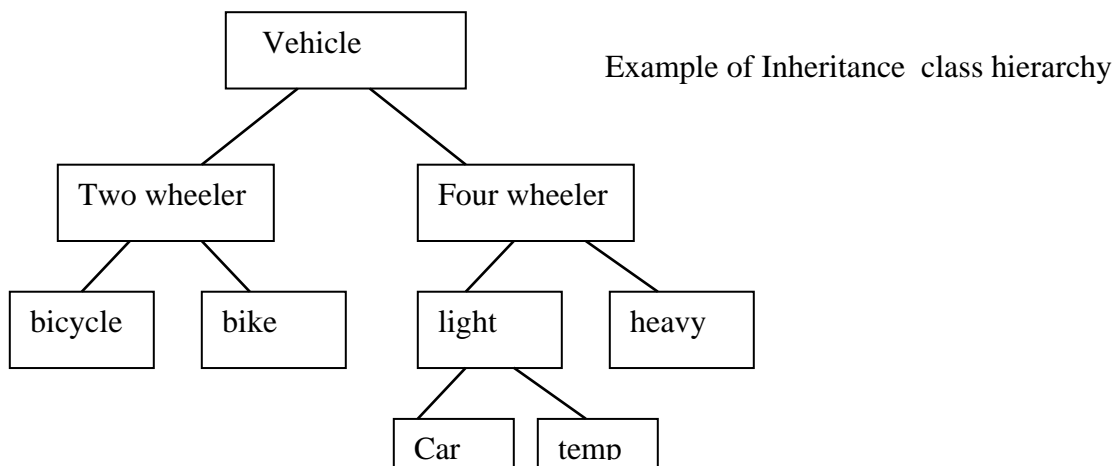 Vehicle
Example of Inheritance class hierarchy
Two wheeler
Four wheeler
bicycle
bike
light
heavy
Car
temp